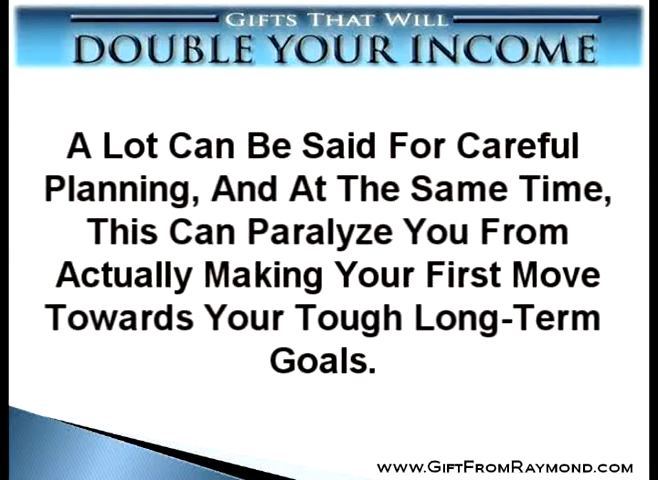 GIFTS THAT WILL
DOUBLE YOUR INCOME
A Lot Can Be Said For Careful
Planning, And At The Same Time,
This Can Paralyze You From
Actually Making Your First Move
Towards Your Tough Long-Term
Goals.
www.GiftFromRaymond.com